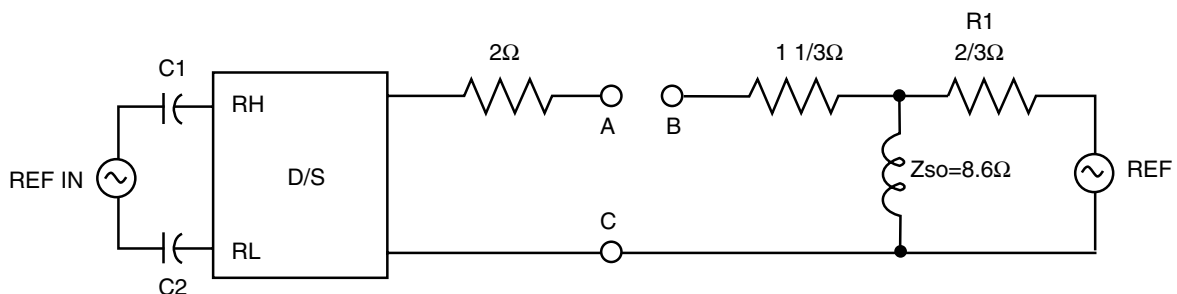 R1
2Ω
1 1/3Ω
2/3Ω
C1
RH
A
B
REF IN
D/S
Zso=8.6Ω
REF
C
RL
C2